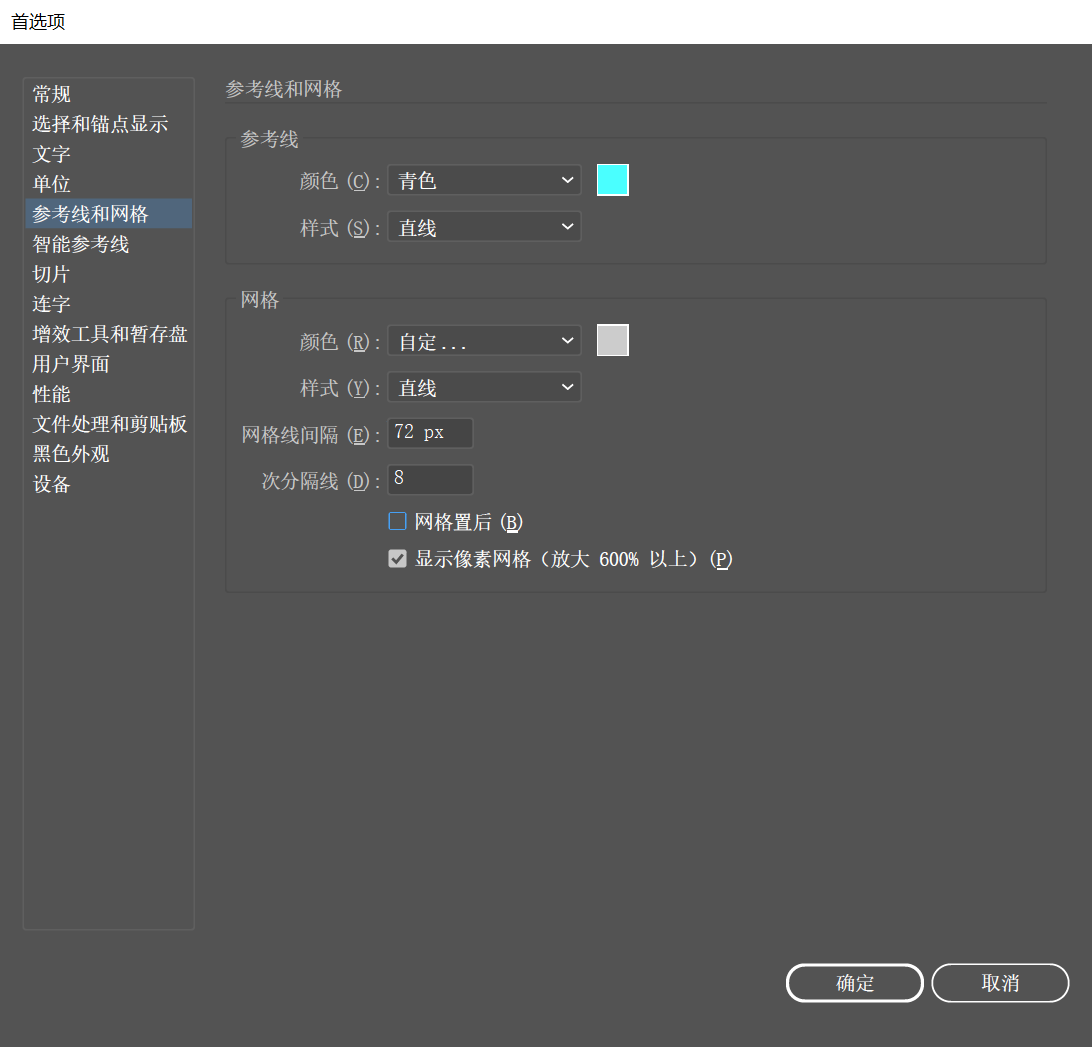 首选项
常规
选择和锚点显示
文字
单位
参考线和网格
智能参考线
切片
连字
增效工具和暂存盘
用户界面
性能
文件处理和剪贴板
黑色外观
设备
参考线和网格
参考线
颜色 (C): 青色
样式 (S): 直线
网格
颜色 (R): 自定...
样式 (Y): 直线
网格线间隔 (E): 72 px
次分隔线 (D): 8
网格置后 (B)
显示像素网格（放大 600% 以上）(P)
确定 取消